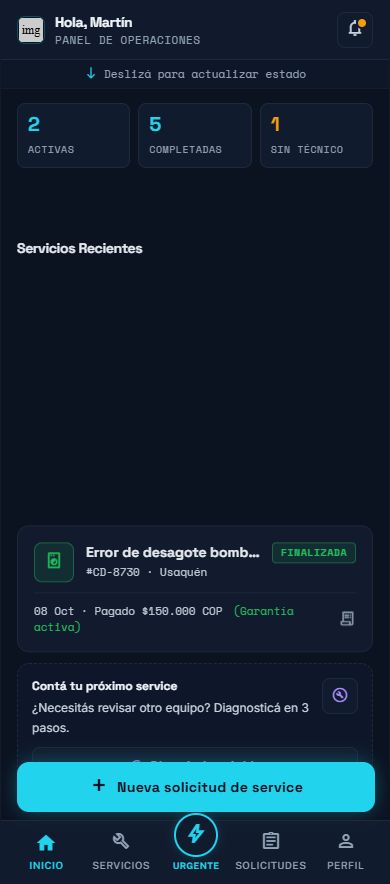 img
Hola, Martín
PANEL DE OPERACIONES
Deslizá para actualizar estado
2
ACTIVAS
5
COMPLETADAS
1
SIN TÉCNICO
Servicios Recientes
Error de desagote bomb...
FINALIZADA
#CD-8730 · Usaquén
08 Oct · Pagado $150.000 COP (Garantía
activa)
Contá tu próximo service
¿Necesitás revisar otro equipo? Diagnosticá en 3
pasos.
Nueva solicitud de service
INICIO
SERVICIOS
URGENTE
SOLICITUDES
PERFIL